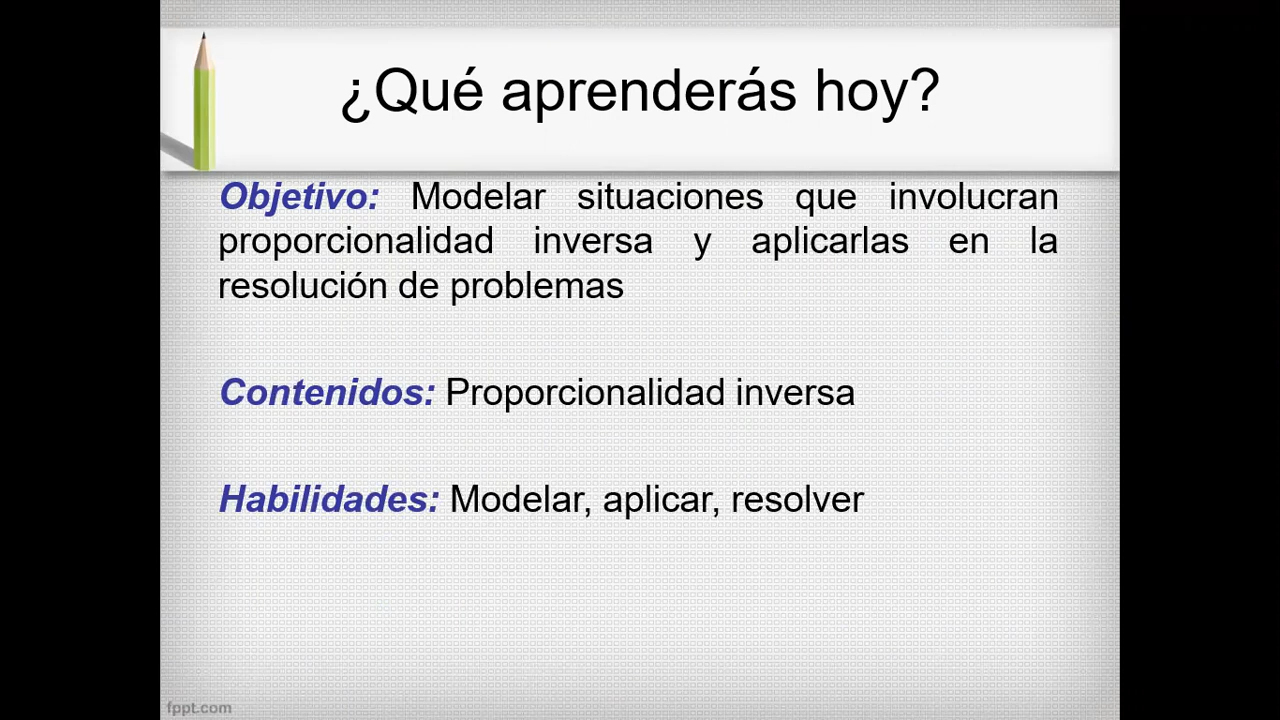 ¿Qué aprenderás hoy?
Objetivo: Modelar situaciones que involucran
proporcionalidad inversa y aplicarlas en la
resolución de problemas
Contenidos: Proporcionalidad inversa
Habilidades: Modelar, aplicar, resolver
fppt.com